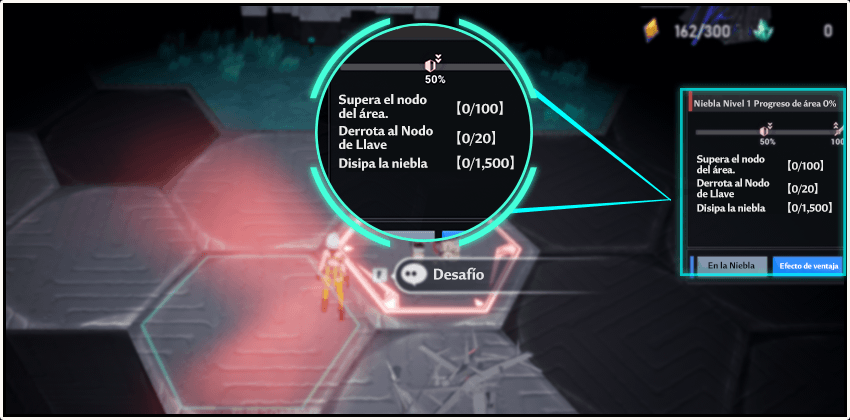 162/300
0
50%
Supera el nodo
del área.
【0/100】
Derrota al Nodo
de Llave
【0/20】
Disipa la niebla
【0/1,500】
Niebla Nivel 1 Progreso de área 0%
50%
100
Supera el nodo
del área.
【0/100】
Derrota al Nodo
de Llave
【0/20】
Disipa la niebla
【0/1,500】
En la Niebla
Efecto de ventaja
F
Desafío